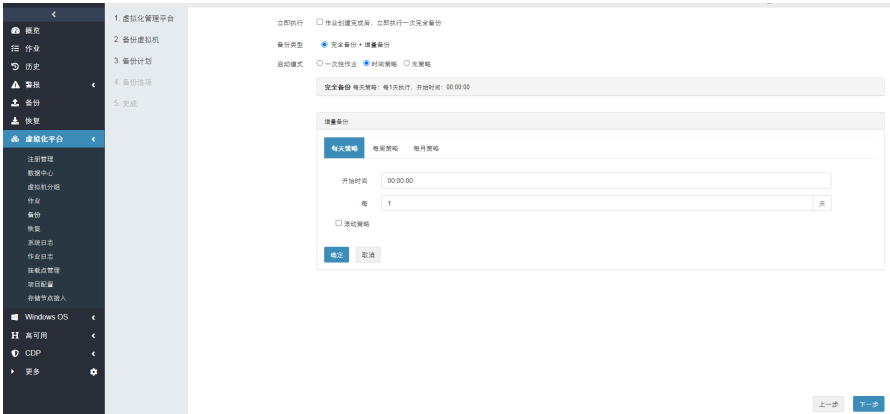 概览
作业
历史
警报
备份
恢复
虚拟化平台
注册管理
数据中心
虚拟机分组
作业
备份
恢复
系统日志
作业日志
挂载点管理
项目配置
存储节点接入
Windows OS
高可用
CDP
更多
1. 虚拟化管理平台
2. 备份虚拟机
3. 备份计划
4. 备份选项
5. 完成
立即执行 作业创建完成后，立即执行一次完全备份
备份类型 完全备份 + 增量备份
启动模式 一次性作业 时间策略 无策略
完全备份 每天策略：每1天执行，开始时间：00:00:00
增量备份
每天策略 每周策略 每月策略
开始时间 00:00:00
每 1 天
滚动策略
确定 取消
上一步 下一步